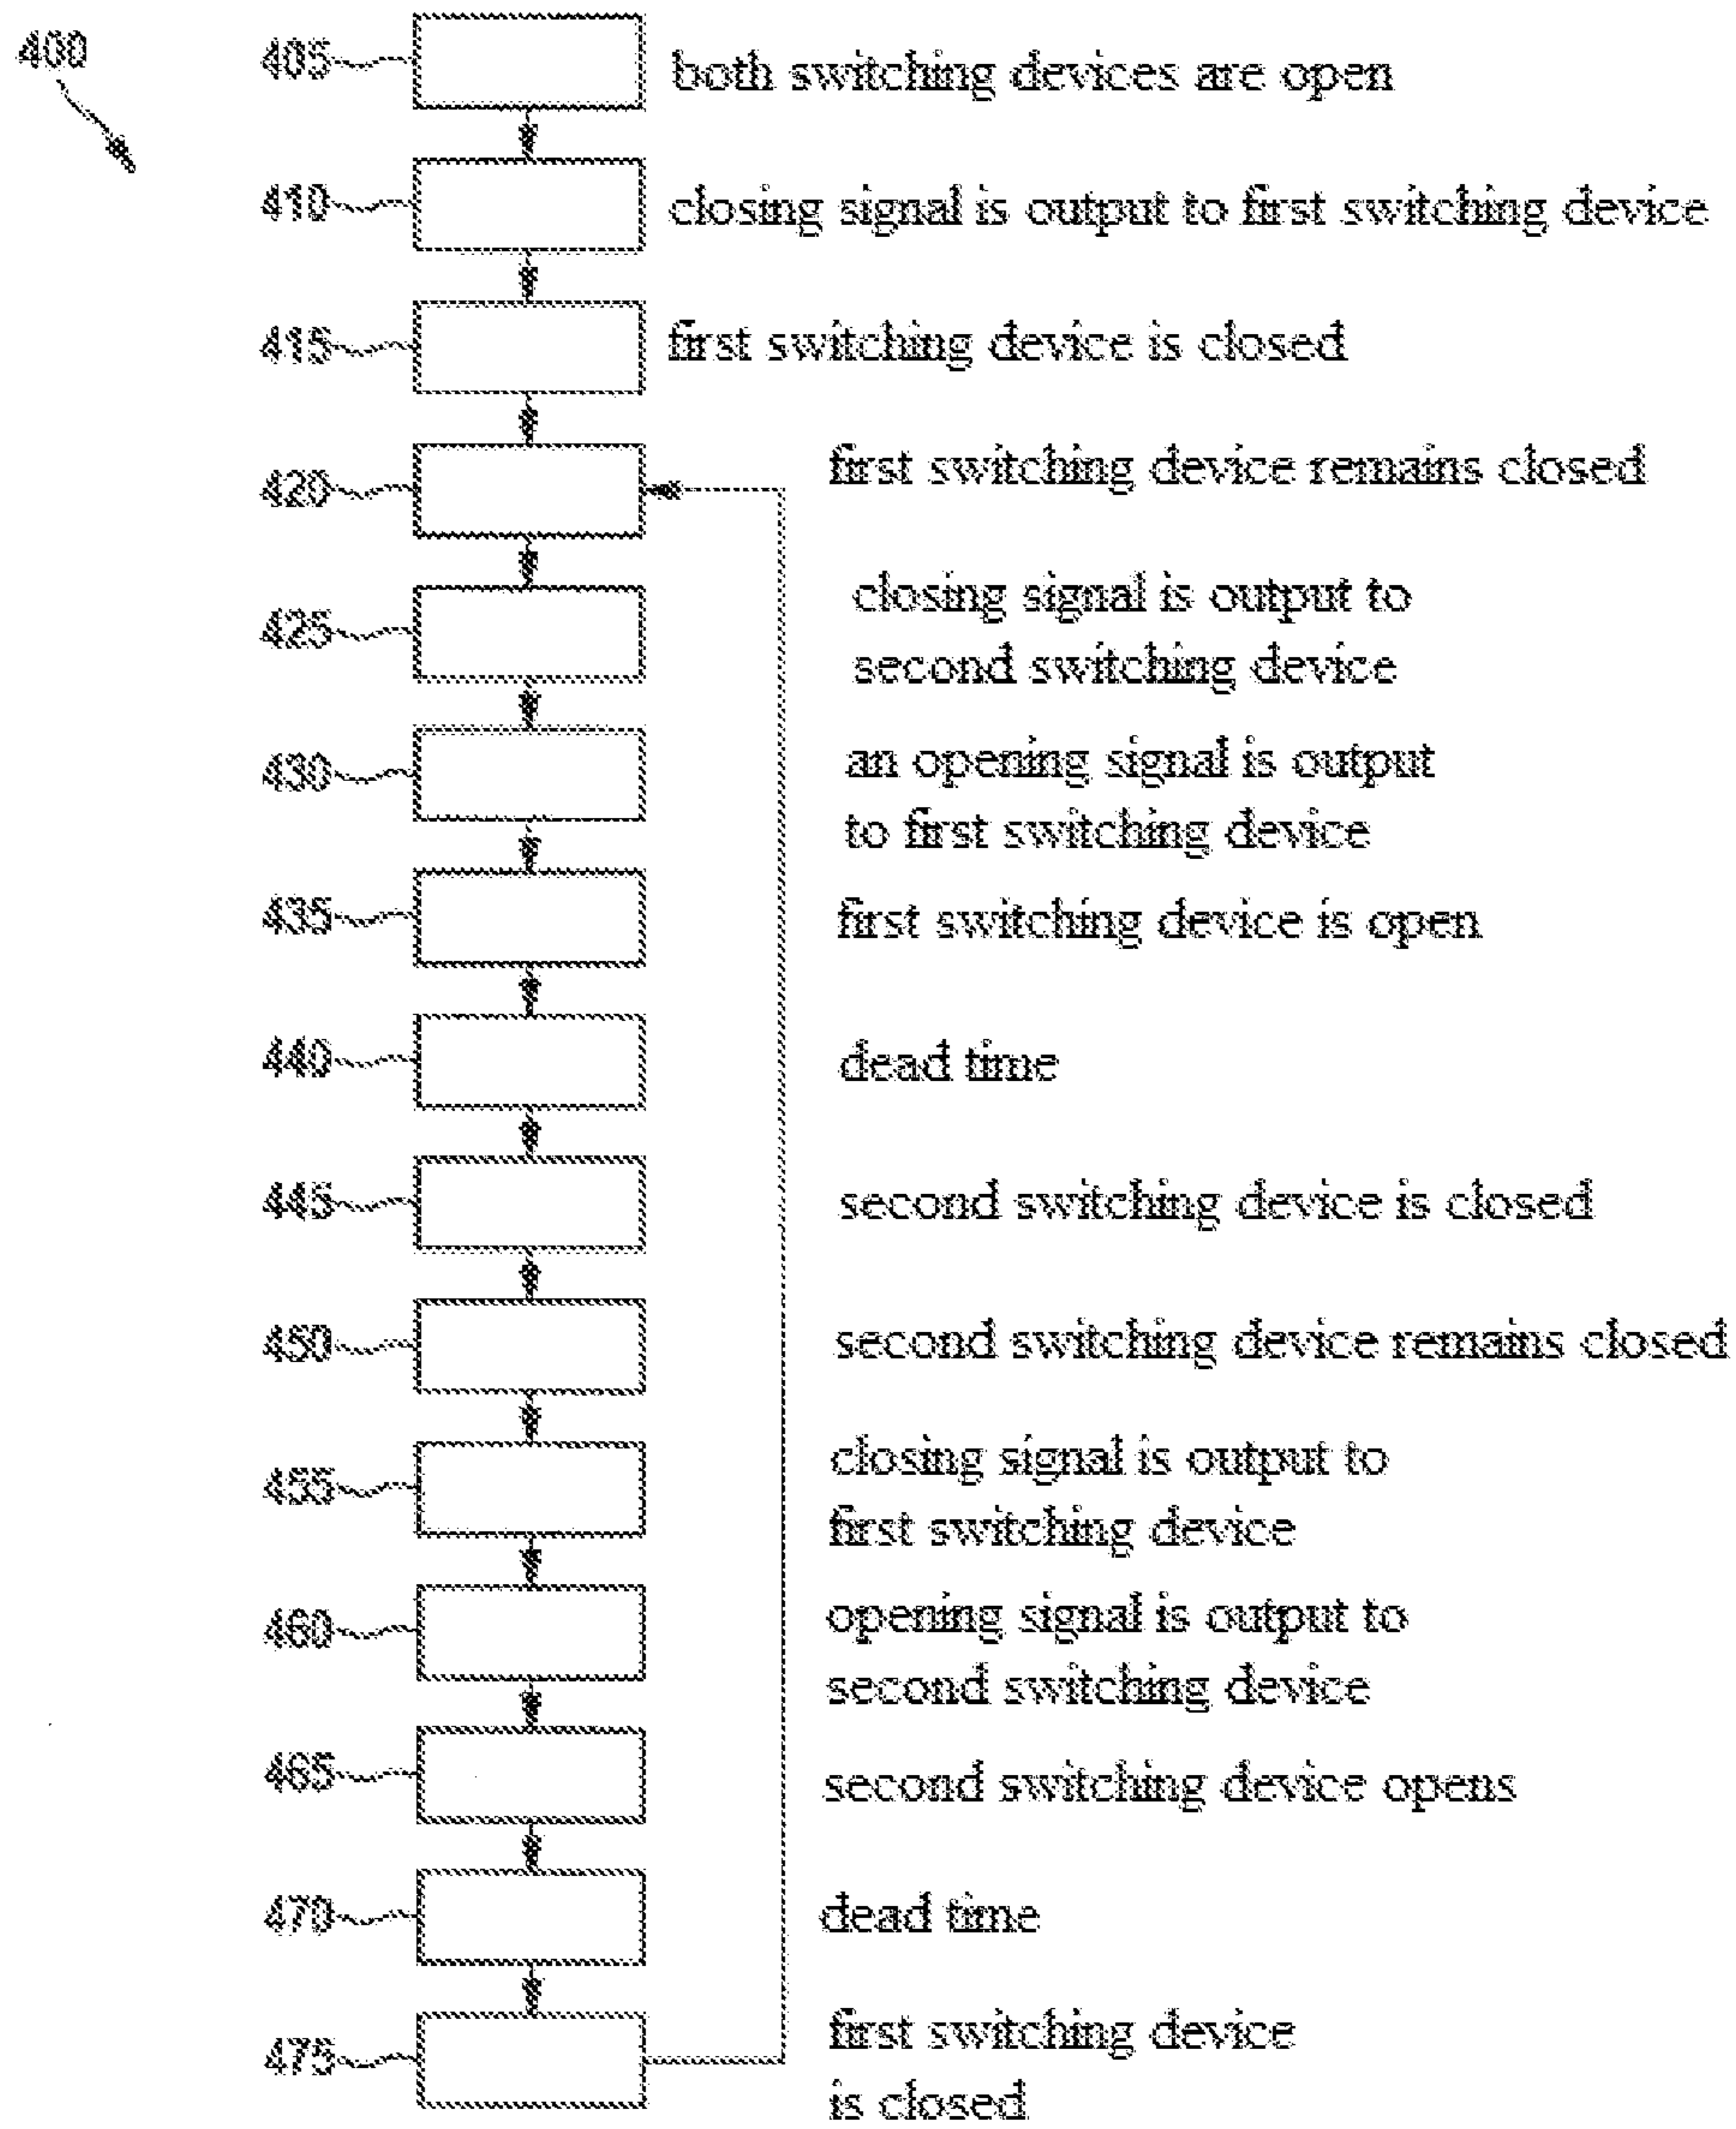 400
405 both switching devices are open
410 closing signal is output to first switching device
415 first switching device is closed
420 first switching device remains closed
425 closing signal is output to
second switching device
430 an opening signal is output
to first switching device
435 first switching device is open
440 dead time
445 second switching device is closed
450 second switching device remains closed
455 closing signal is output to
first switching device
460 opening signal is output to
second switching device
465 second switching device opens
470 dead time
475 first switching device
is closed